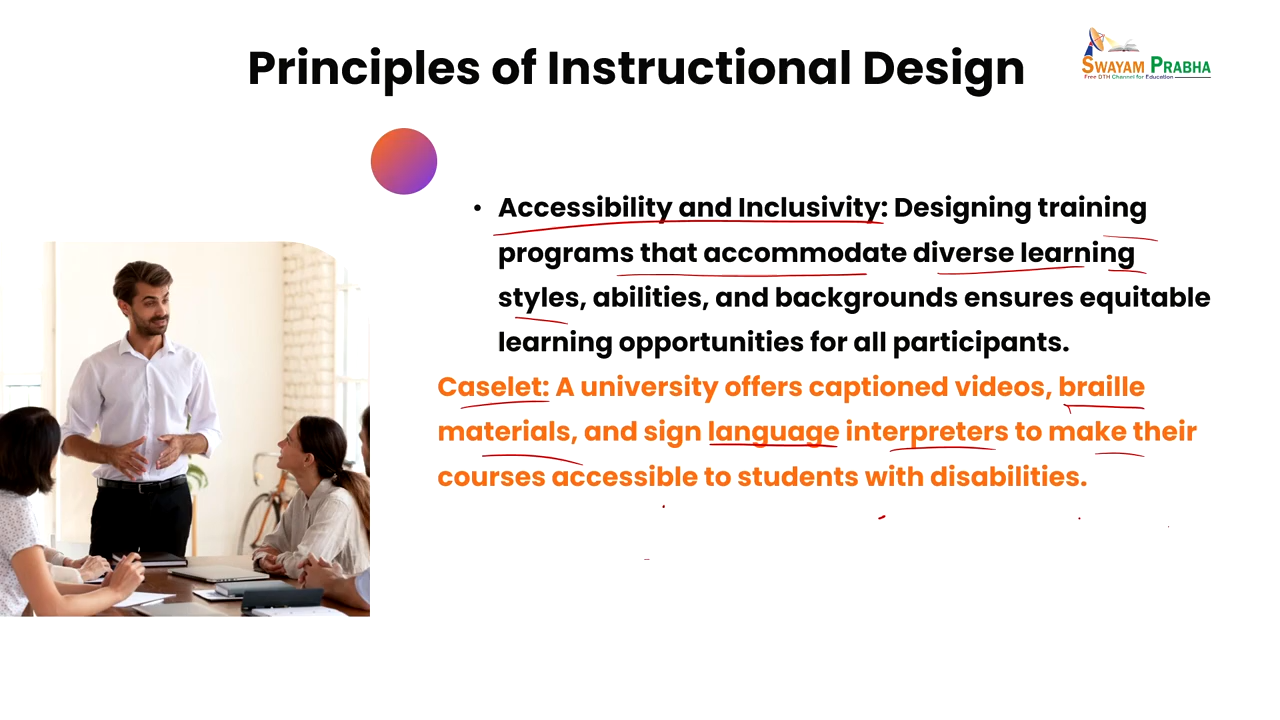 Principles of Instructional Design
SWAYAM PRABHA
Free DTH Channel for Education
• Accessibility and Inclusivity: Designing training
programs that accommodate diverse learning
styles, abilities, and backgrounds ensures equitable
learning opportunities for all participants.
Caselet: A university offers captioned videos, braille
materials, and sign language interpreters to make their
courses accessible to students with disabilities.